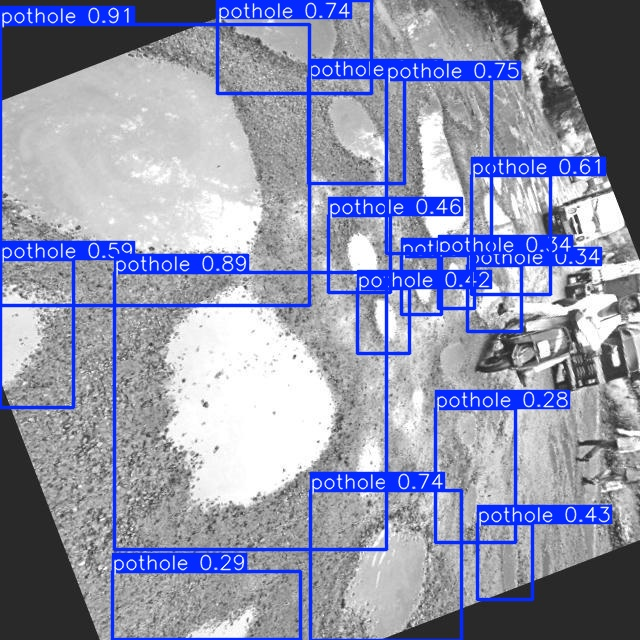 pothole 0.91
pothole 0.74
pothole
pothole 0.75
pothole 0.61
pothole 0.46
pothole 0.34
pothole 0.34
pothole 0.59
pothole 0.89
pothole 0.42
pothole 0.28
pothole 0.74
pothole 0.43
pothole 0.29